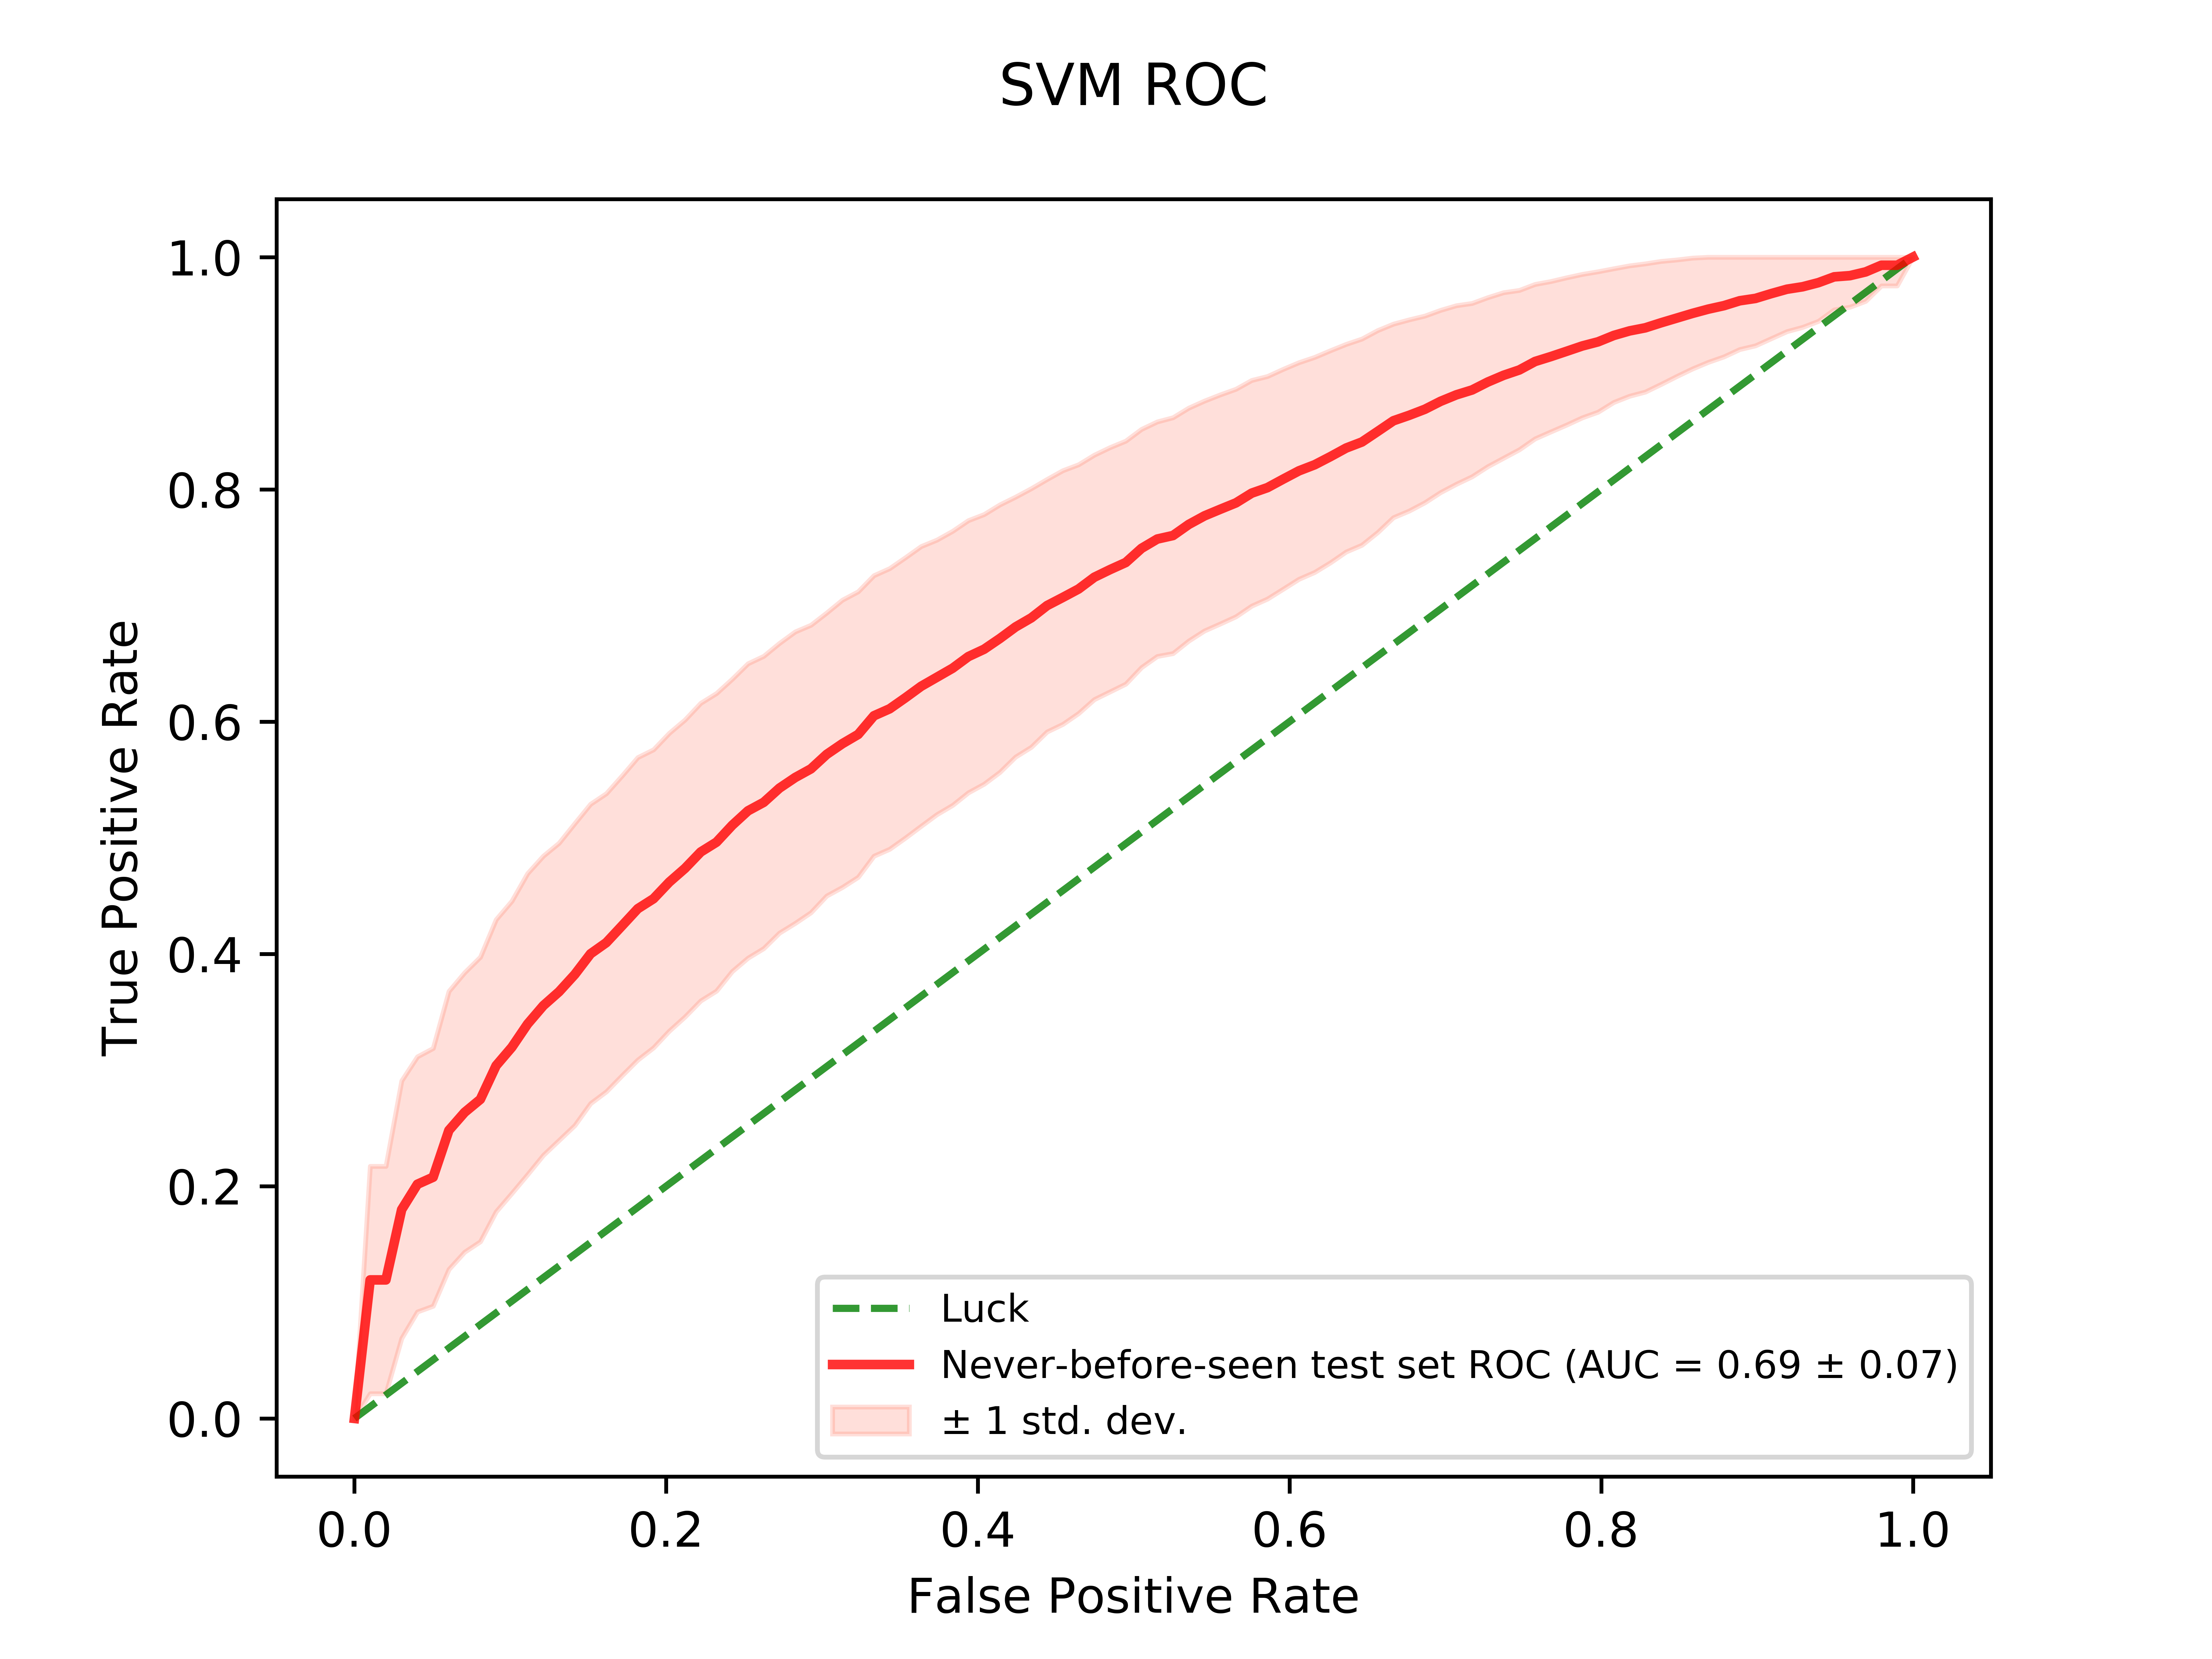 SVM ROC
1.0
0.8
0.6
0.4
0.2
0.0
True Positive Rate
Luck
Never-before-seen test set ROC (AUC = 0.69 ± 0.07)
± 1 std. dev.
0.0 0.2 0.4 0.6 0.8 1.0
False Positive Rate